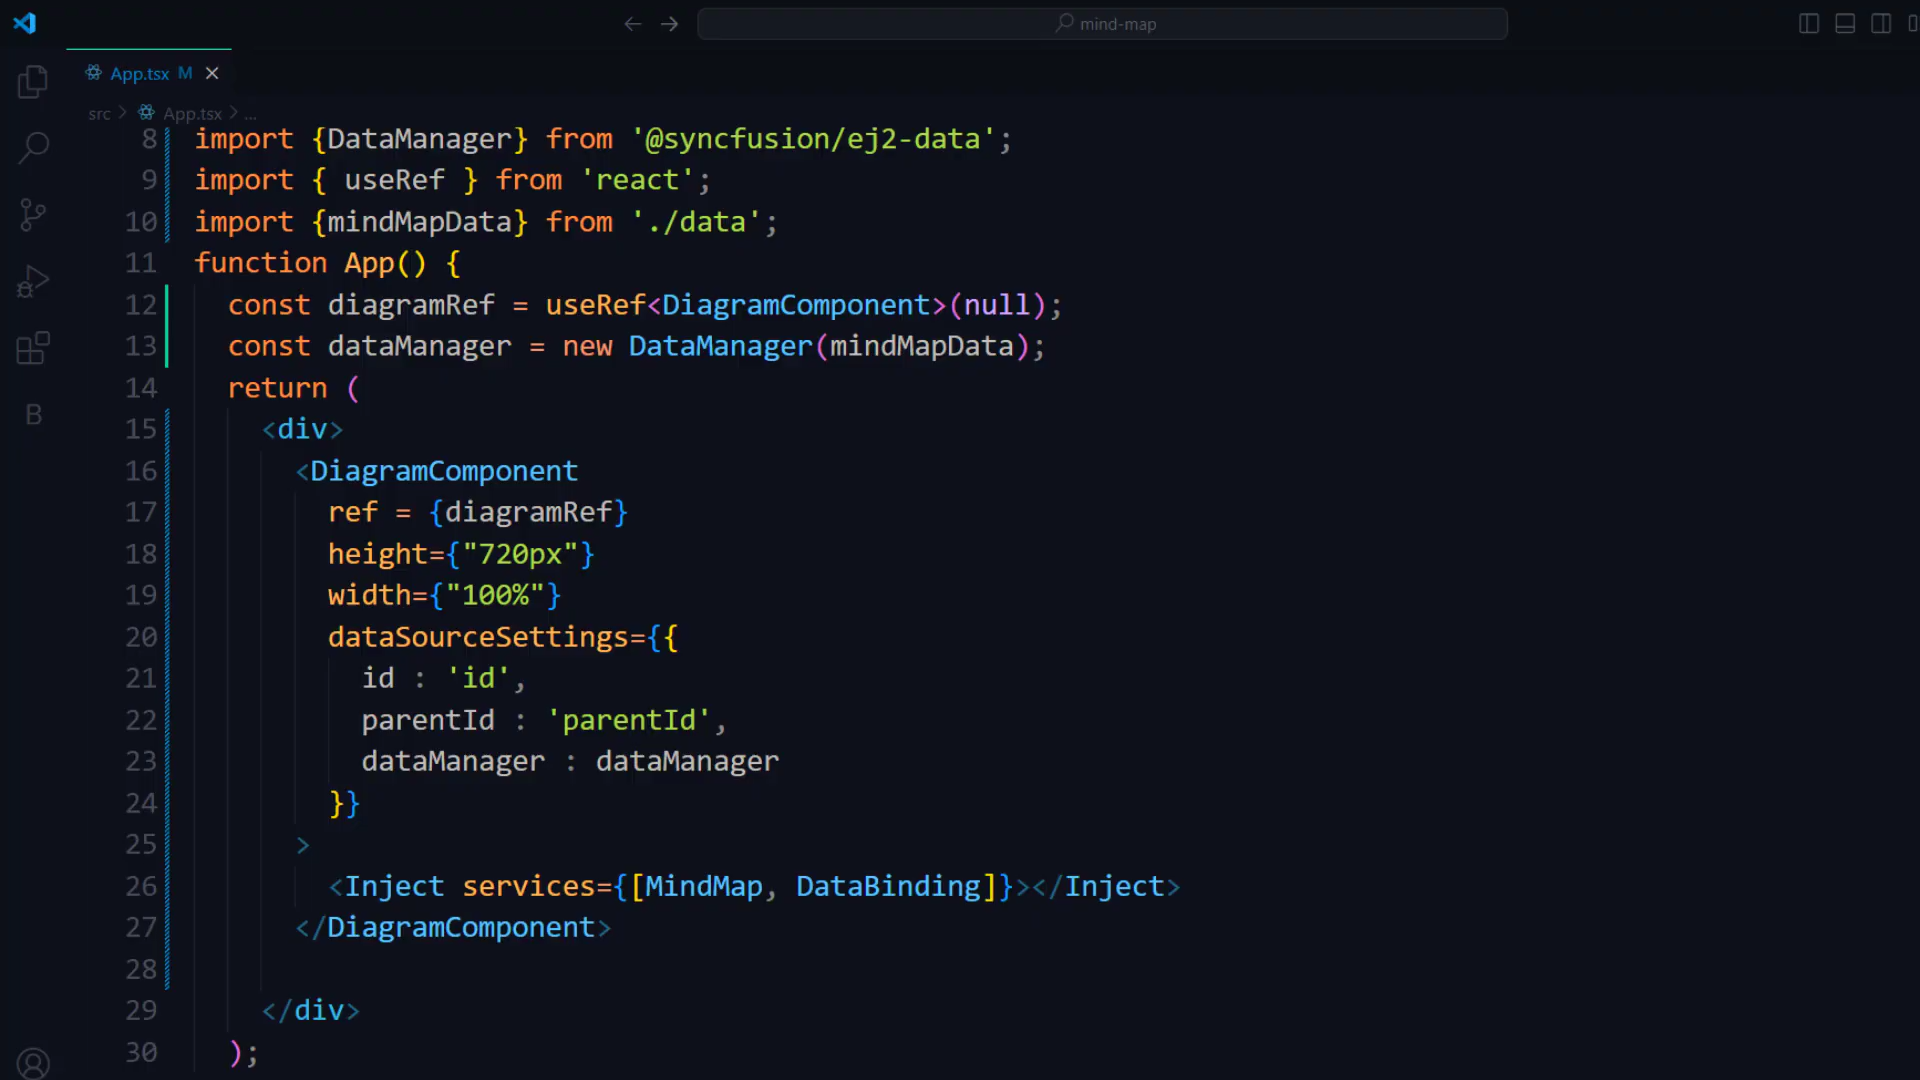 mind-map
App.tsx M
src > App.tsx > ...
8 import {DataManager} from '@syncfusion/ej2-data';
9 import { useRef } from 'react';
10 import {mindMapData} from './data';
11 function App() {
12 const diagramRef = useRef<DiagramComponent>(null);
13 const dataManager = new DataManager(mindMapData);
14 return (
15 <div>
16 <DiagramComponent
17 ref = {diagramRef}
18 height={"720px"}
19 width={"100%"}
20 dataSourceSettings={{
21 id : 'id',
22 parentId : 'parentId',
23 dataManager : dataManager
24 }}
25 >
26 <Inject services={[MindMap, DataBinding]}></Inject>
27 </DiagramComponent>
28
29 </div>
30 );
B